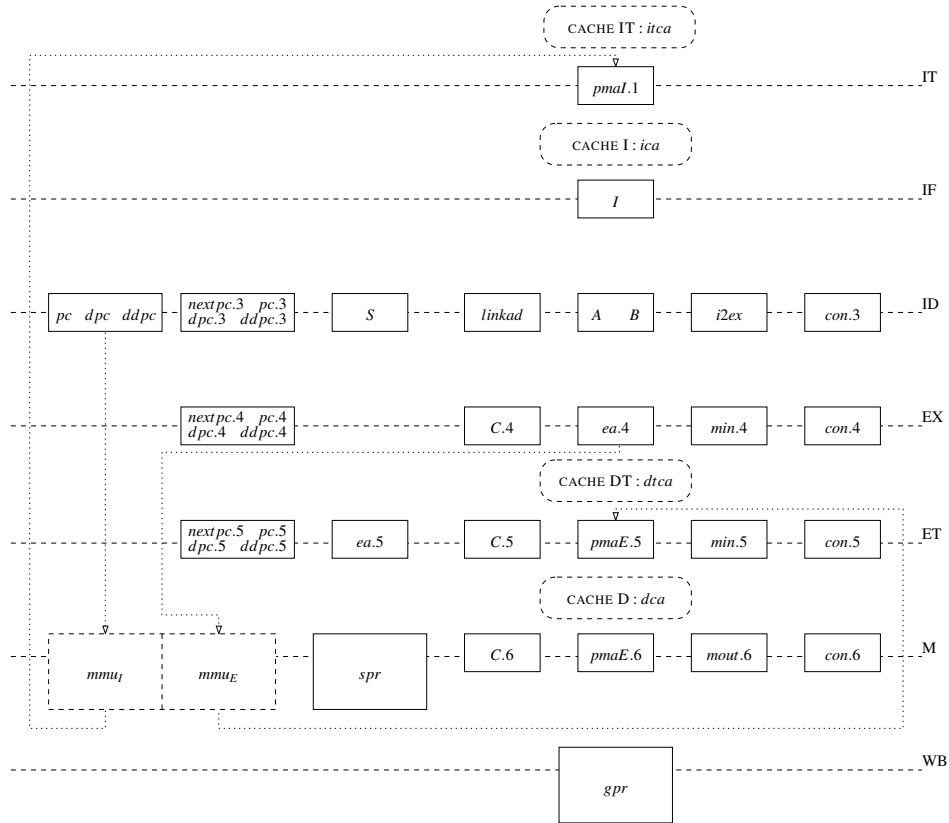 CACHE IT : itca
pmaI.1
IT
CACHE I : ica
I
IF
pc dpc ddpc
nextpc.3 pc.3
dpc.3 ddpc.3
S
linkad
A B
i2ex
con.3
ID
nextpc.4 pc.4
dpc.4 ddpc.4
C.4
ea.4
min.4
con.4
EX
CACHE DT : dtca
nextpc.5 pc.5
dpc.5 ddpc.5
ea.5
C.5
pmaE.5
min.5
con.5
ET
CACHE D : dca
mmuI
mmuE
spr
C.6
pmaE.6
mout.6
con.6
M
gpr
WB